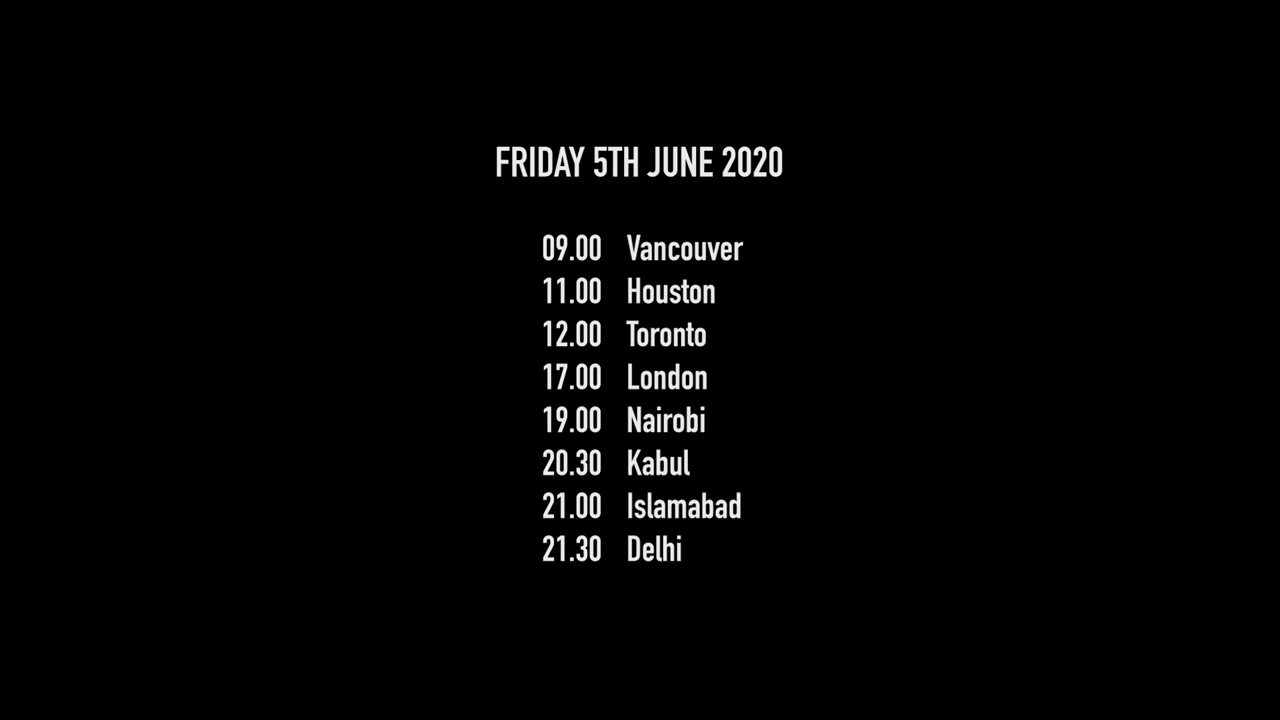 FRIDAY 5TH JUNE 2020
09.00 Vancouver
11.00 Houston
12.00 Toronto
17.00 London
19.00 Nairobi
20.30 Kabul
21.00 Islamabad
21.30 Delhi